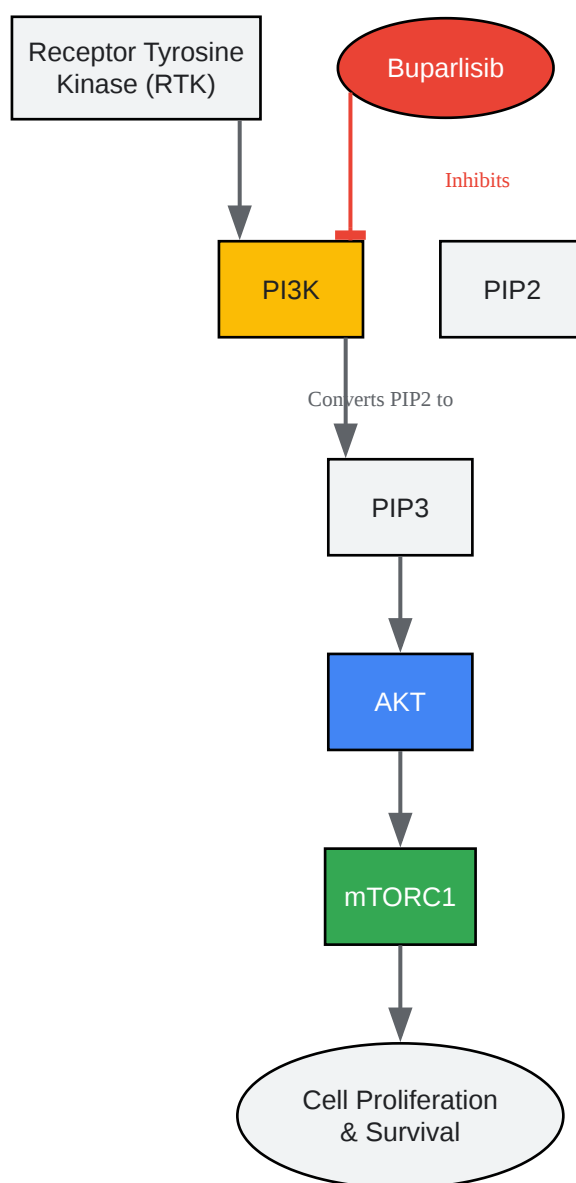 Receptor Tyrosine
Kinase (RTK)
Buparlisib
Inhibits
PI3K
PIP2
Converts PIP2 to
PIP3
AKT
mTORC1
Cell Proliferation
& Survival